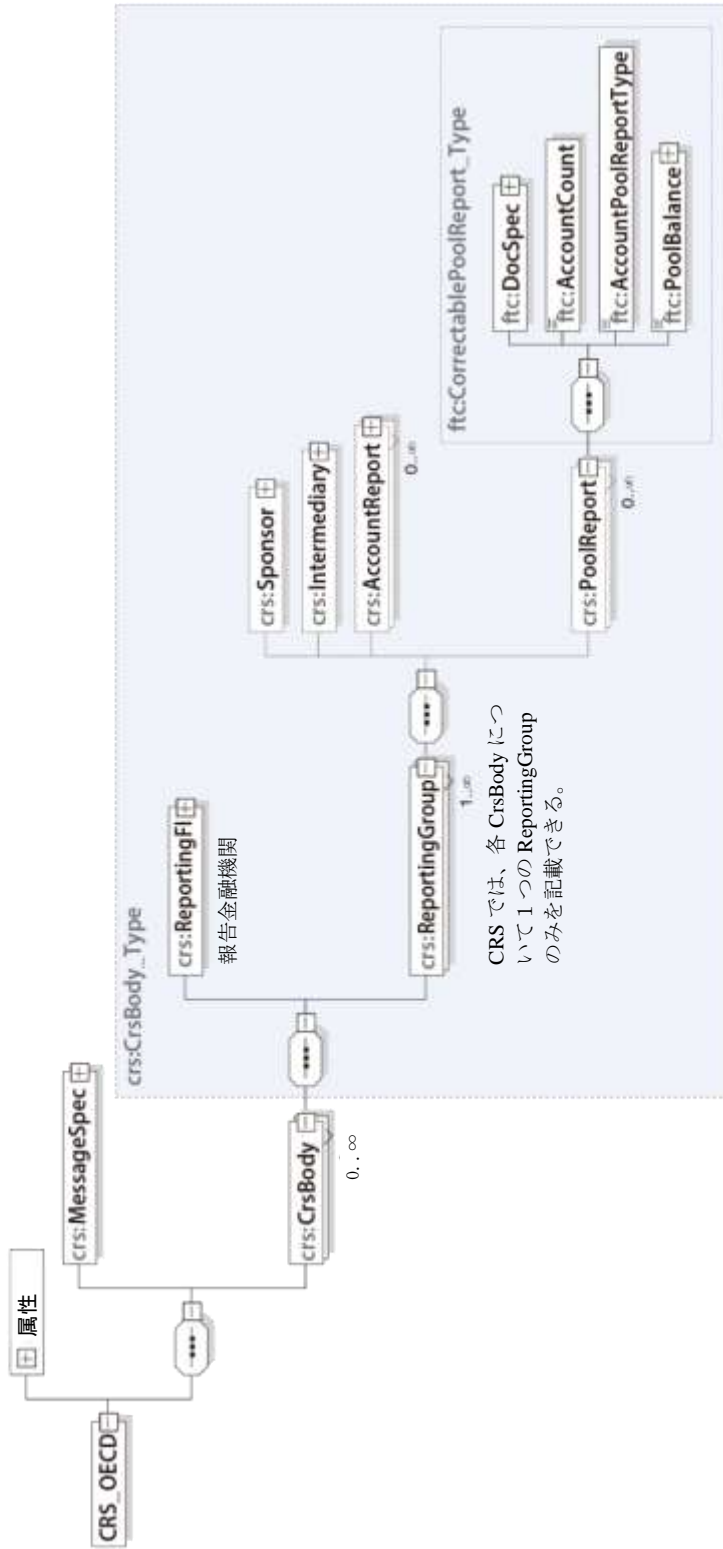 CRS_OECD
属性
crs:MessageSpec
crs:CrsBody
0..∞
crs:CrsBody_Type
crs:ReportingFI
報告金融機関
crs:ReportingGroup
1..∞
CRS では、各 CrsBody につ
いて 1 つの ReportingGroup
のみを記載できる。
crs:Sponsor
crs:Intermediary
crs:AccountReport
0..∞
crs:PoolReport
0..∞
ftc:CorrectablePoolReport_Type
ftc:DocSpec
ftc:AccountCount
ftc:AccountPoolReportType
ftc:PoolBalance